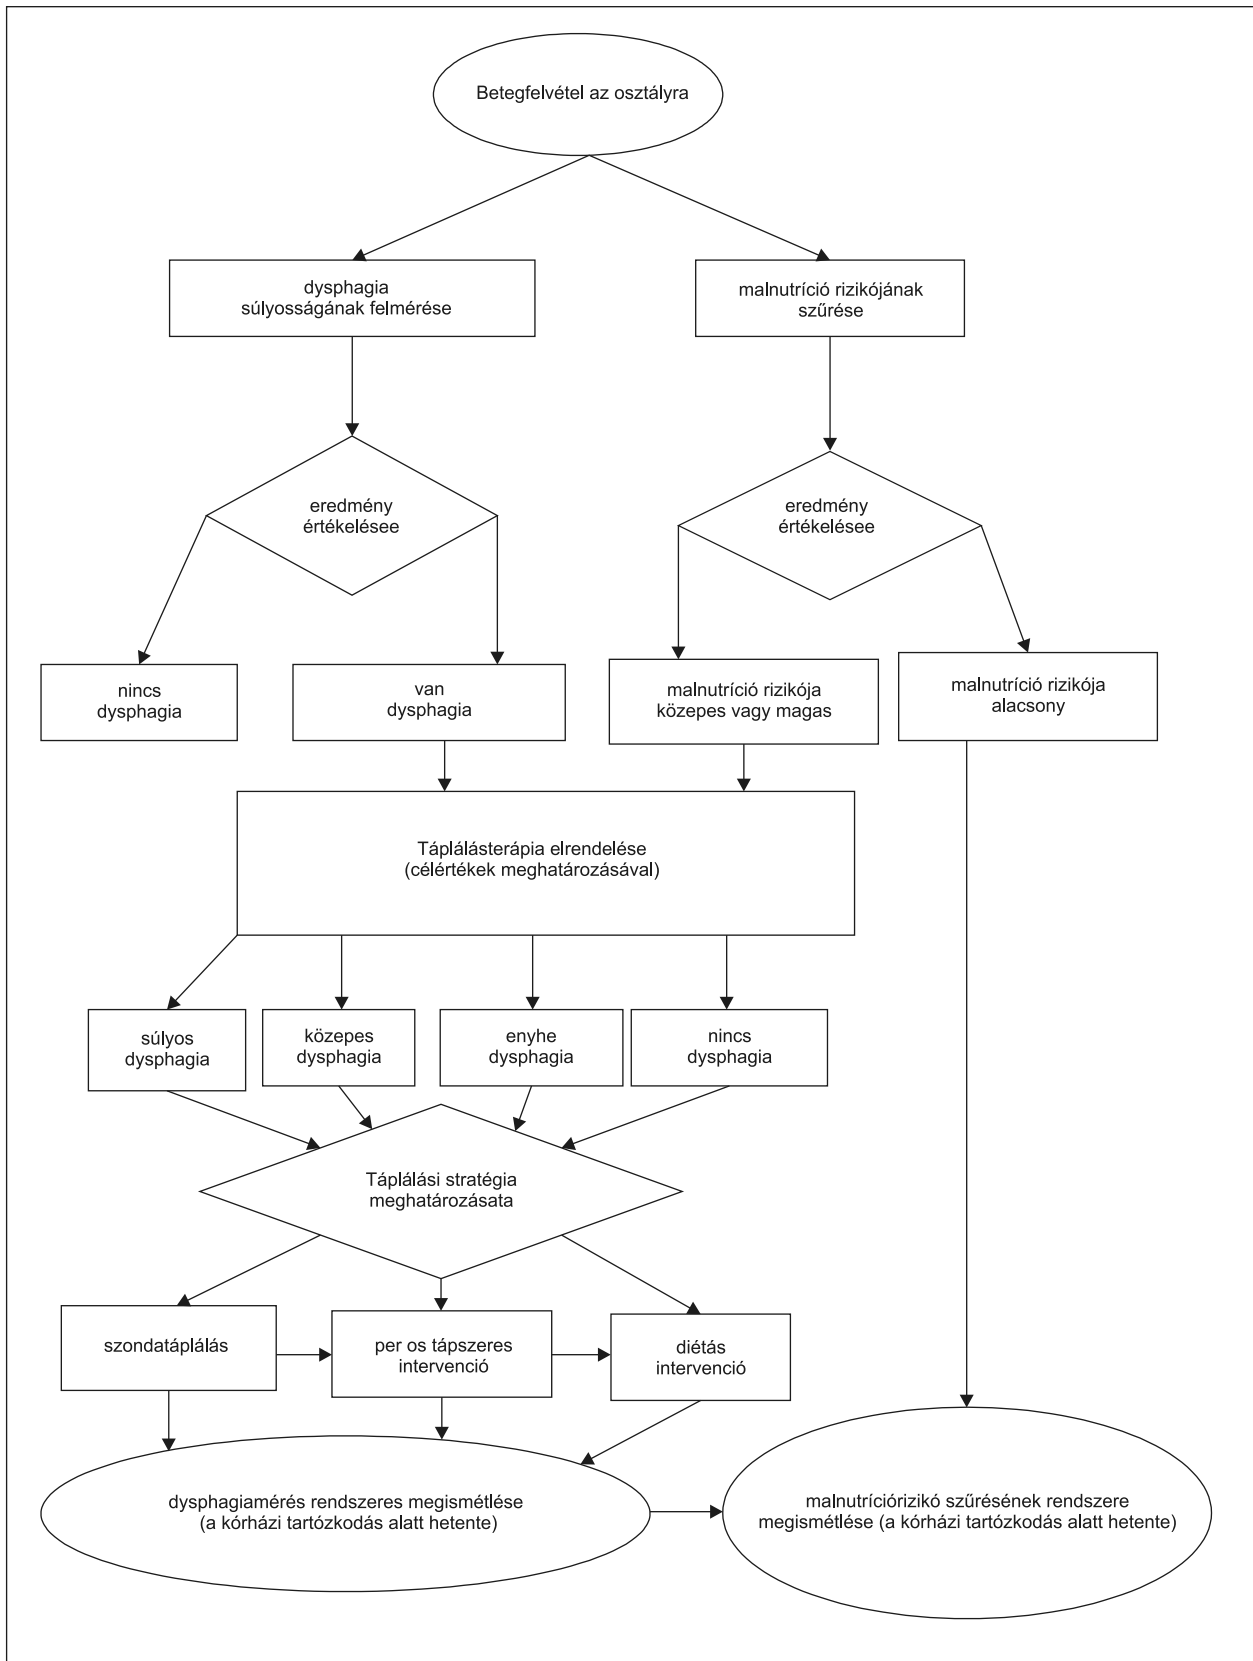 Betegfelvétel az osztályra
dysphagia
súlyosságának felmérése
malnutríció rizikójának
szűrése
eredmény
értékelésee
eredmény
értékelésee
nincs
dysphagia
van
dysphagia
malnutríció rizikója
közepes vagy magas
malnutríció rizikója
alacsony
Táplálásterápia elrendelése
(célértékek meghatározásával)
súlyos
dysphagia
közepes
dysphagia
enyhe
dysphagia
nincs
dysphagia
Táplálási stratégia
meghatározásata
szondatáplálás
per os tápszeres
intervenció
diétás
intervenció
dysphagiamérés rendszeres megismétlése
(a kórházi tartózkodás alatt hetente)
malnutríciórizikó szűrésének rendszere
megismétlése (a kórházi tartózkodás alatt hetente)